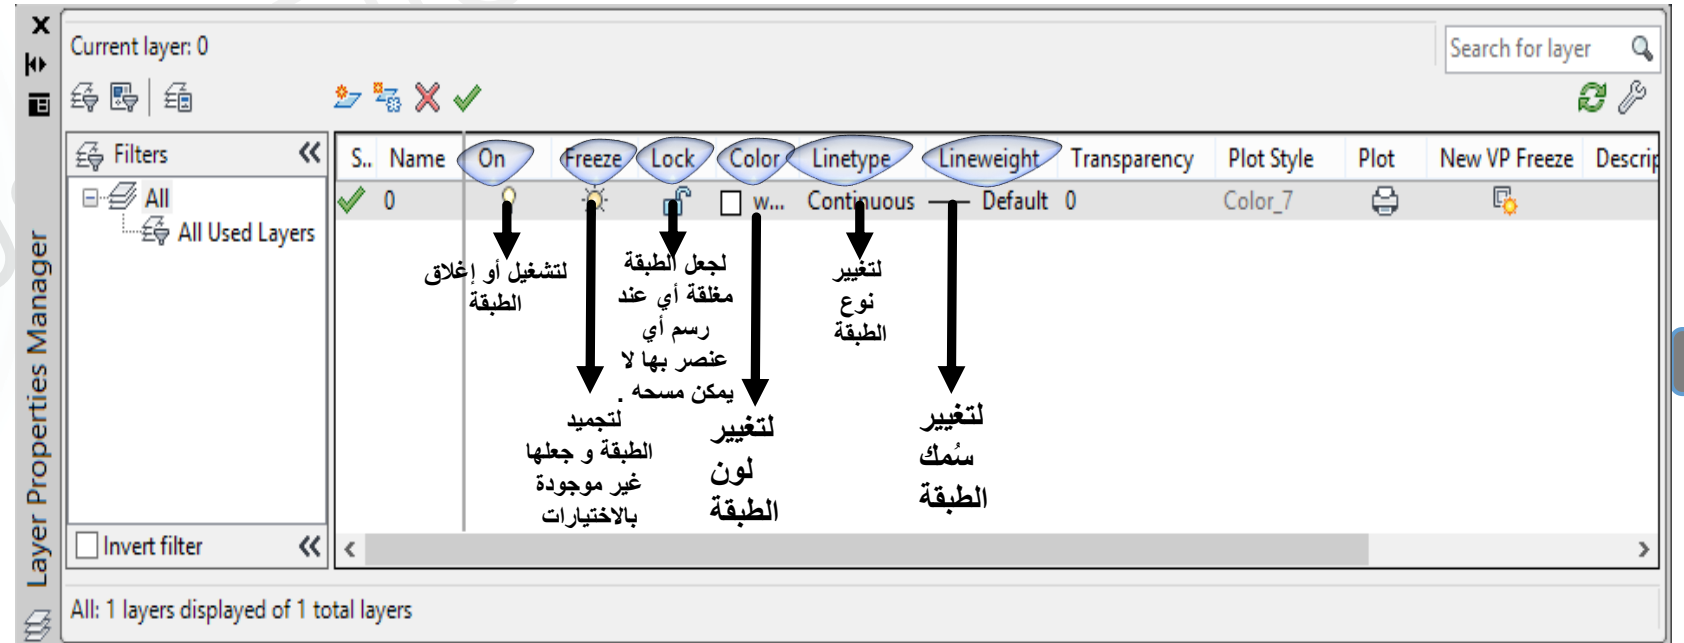 Current layer: 0
Search for layer
Filters
S.. Name On Freeze Lock Color Linetype Lineweight Transparency Plot Style Plot New VP Freeze Descrip
All
0 w... Continuous Default 0 Color_7
All Used Layers
لتشغيل أو إغلاق
الطبقة
لجعل الطبقة
مغلقة أي عند
رسم أي
عنصر بها لا
يمكن مسحه .
لتغيير
نوع
الطبقة
لتجميد
الطبقة و جعلها
غير موجودة
بالاختيارات
لتغيير
لون
الطبقة
لتغيير
سُمك
الطبقة
Invert filter
All: 1 layers displayed of 1 total layers
Layer Properties Manager